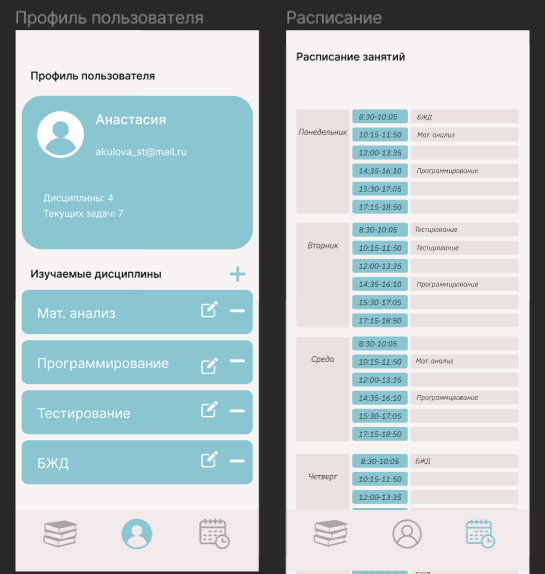 Профиль пользователя
Профиль пользователя
Анастасия
akulova_st@mail.ru
Дисциплины: 4
Текущих задач: 7
Изучаемые дисциплины
Мат. анализ
Программирование
Тестирование
БЖД
Расписание
Расписание занятий
Понедельник
8:30-10:05 БЖД
10:15-11:50 Мат. анализ
12:00-13:35
14:35-16:10 Программирование
15:30-17:05
17:15-18:50
Вторник
8:30-10:05 Тестирование
10:15-11:50 Тестирование
12:00-13:35
14:35-16:10 Программирование
15:30-17:05
17:15-18:50
Среда
8:30-10:05
10:15-11:50 Мат. анализ
12:00-13:35
14:35-16:10 Программирование
15:30-17:05
17:15-18:50
Четверг
8:30-10:05 БЖД
10:15-11:50
12:00-13:35